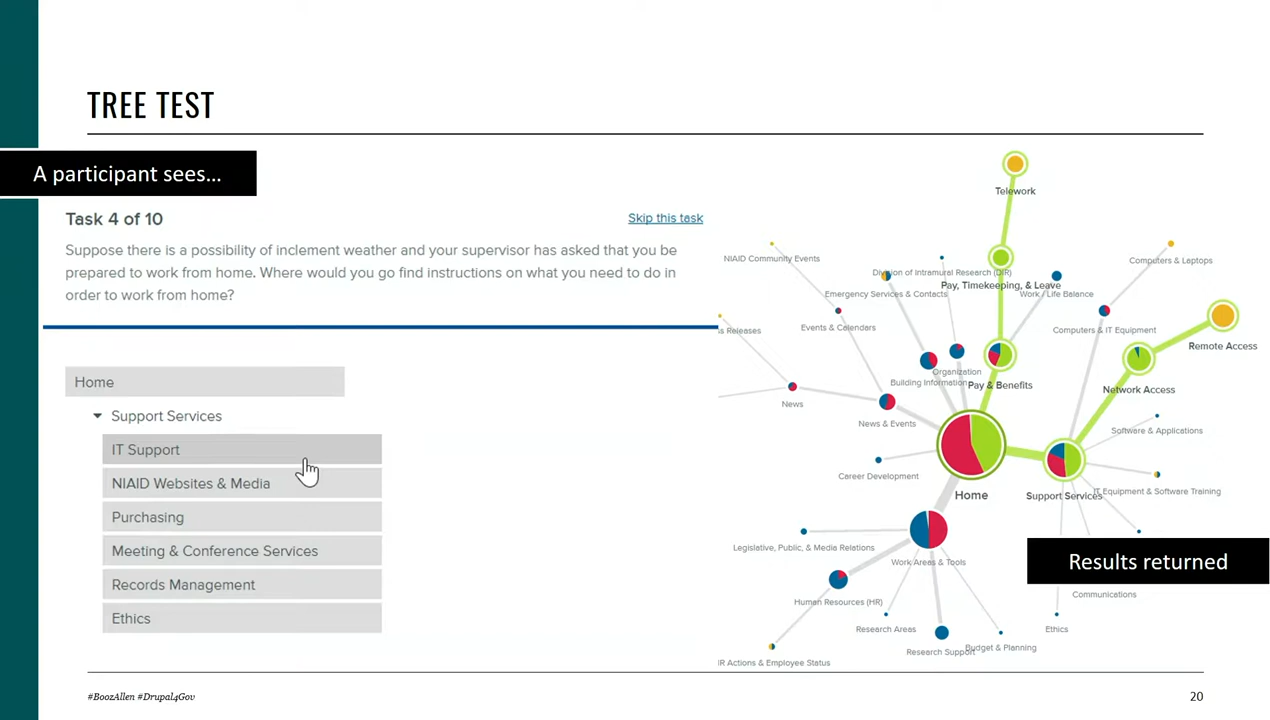 TREE TEST
A participant sees...
Task 4 of 10
Skip this task
Suppose there is a possibility of inclement weather and your supervisor has asked that you be
prepared to work from home. Where would you go find instructions on what you need to do in
order to work from home?
Home
Support Services
IT Support
NIAID Websites & Media
Purchasing
Meeting & Conference Services
Records Management
Ethics
Telework
NIAID Community Events
Division of Intramural Research (DIR)
Computers & Laptops
Pay, Timekeeping, & Leave
Emergency Services & Contacts
Work / Life Balance
s Releases
Events & Calendars
Computers & IT Equipment
Remote Access
Organization
Building Information
Pay & Benefits
Network Access
News
News & Events
Software & Applications
Career Development
Home
Support Services
IT Equipment & Software Training
Legislative, Public, & Media Relations
Work Areas & Tools
Results returned
Human Resources (HR)
Communications
Research Areas
Ethics
Research Support
Budget & Planning
R Actions & Employee Status
#BoozAllen #Drupal4Gov
20